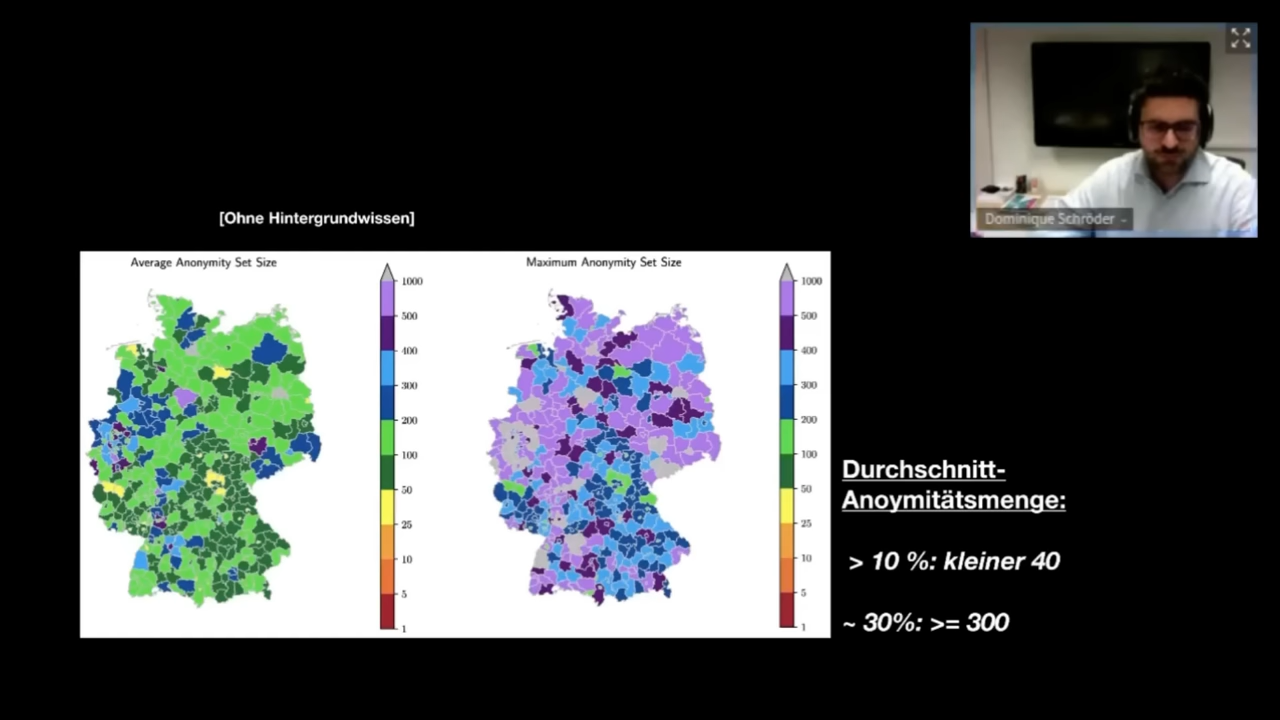 Dominique Schröder
[Ohne Hintergrundwissen]
Average Anonymity Set Size
1000
500
400
300
200
100
50
25
10
5
1
Maximum Anonymity Set Size
1000
500
400
300
200
100
50
25
10
5
1
Durchschnitt-
Anoymitätsmenge:
> 10 %: kleiner 40
~ 30%: >= 300